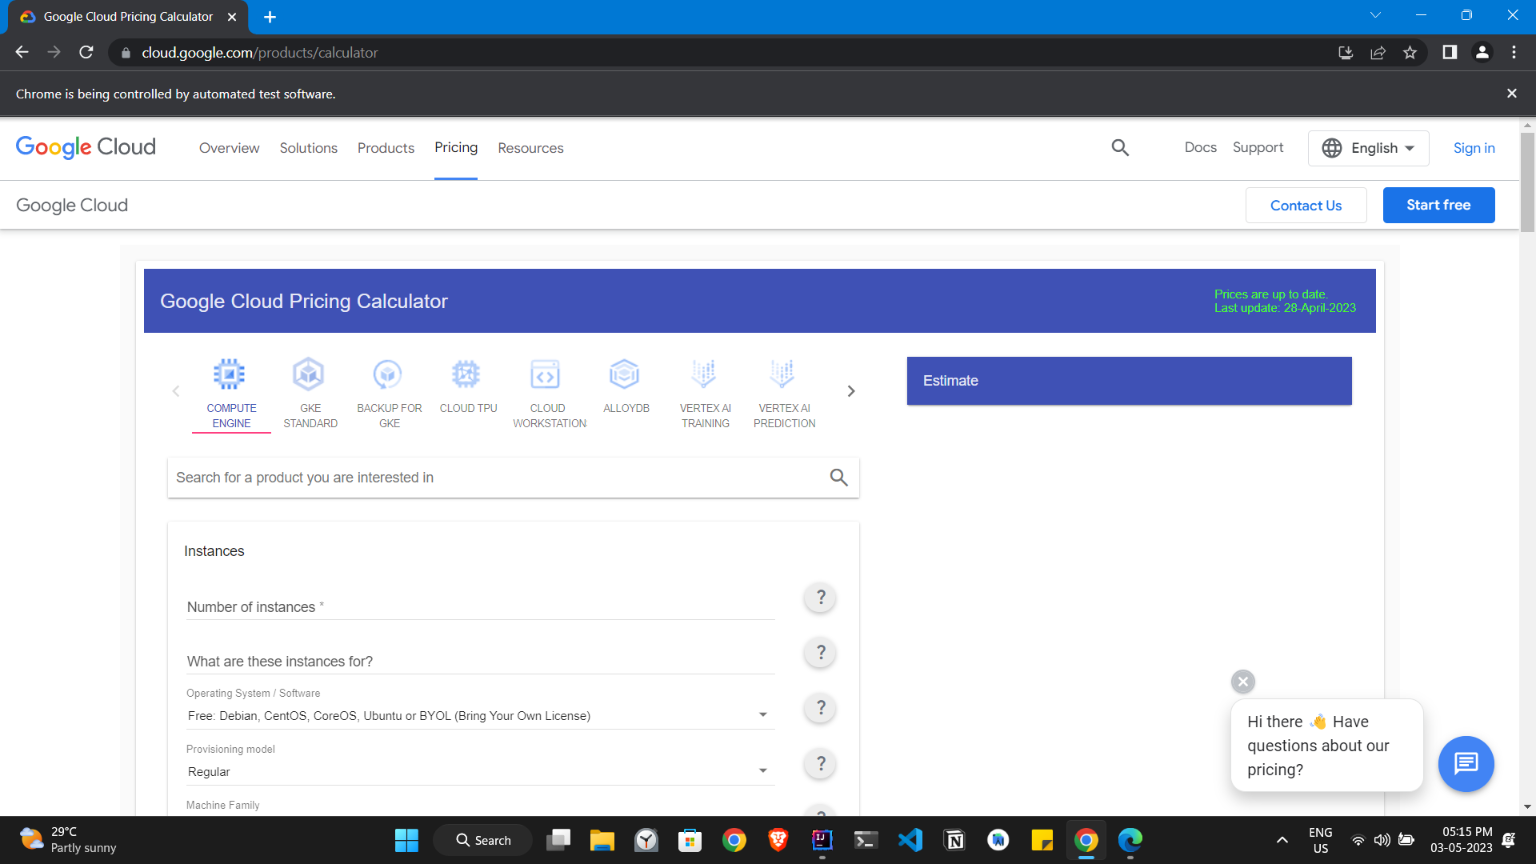 Google Cloud Pricing Calculator
cloud.google.com/products/calculator
Chrome is being controlled by automated test software.
Google Cloud
Overview
Solutions
Products
Pricing
Resources
Docs
Support
English
Sign in
Google Cloud
Contact Us
Start free
Google Cloud Pricing Calculator
Prices are up to date.
Last update: 28-April-2023
COMPUTE
ENGINE
GKE
STANDARD
BACKUP FOR
GKE
CLOUD TPU
CLOUD
WORKSTATION
ALLOYDB
VERTEX AI
TRAINING
VERTEX AI
PREDICTION
Estimate
Search for a product you are interested in
Instances
Number of instances *
?
What are these instances for?
?
Operating System / Software
Free: Debian, CentOS, CoreOS, Ubuntu or BYOL (Bring Your Own License)
?
Provisioning model
Regular
?
Machine Family
?
Hi there 👋 Have
questions about our
pricing?
29°C
Partly sunny
Search
IJ
N
ENG
US
05:15 PM
03-05-2023